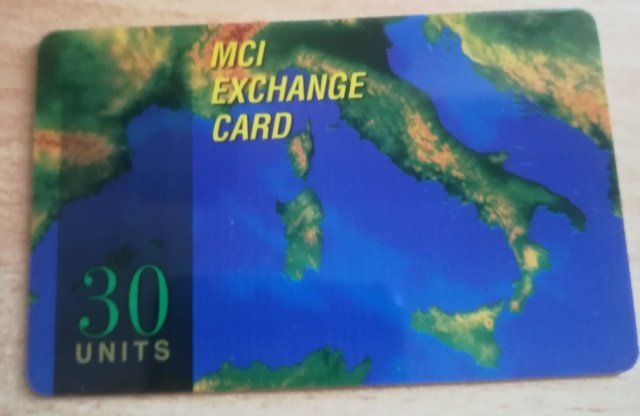 MCI
EXCHANGE
CARD
30
UNITS